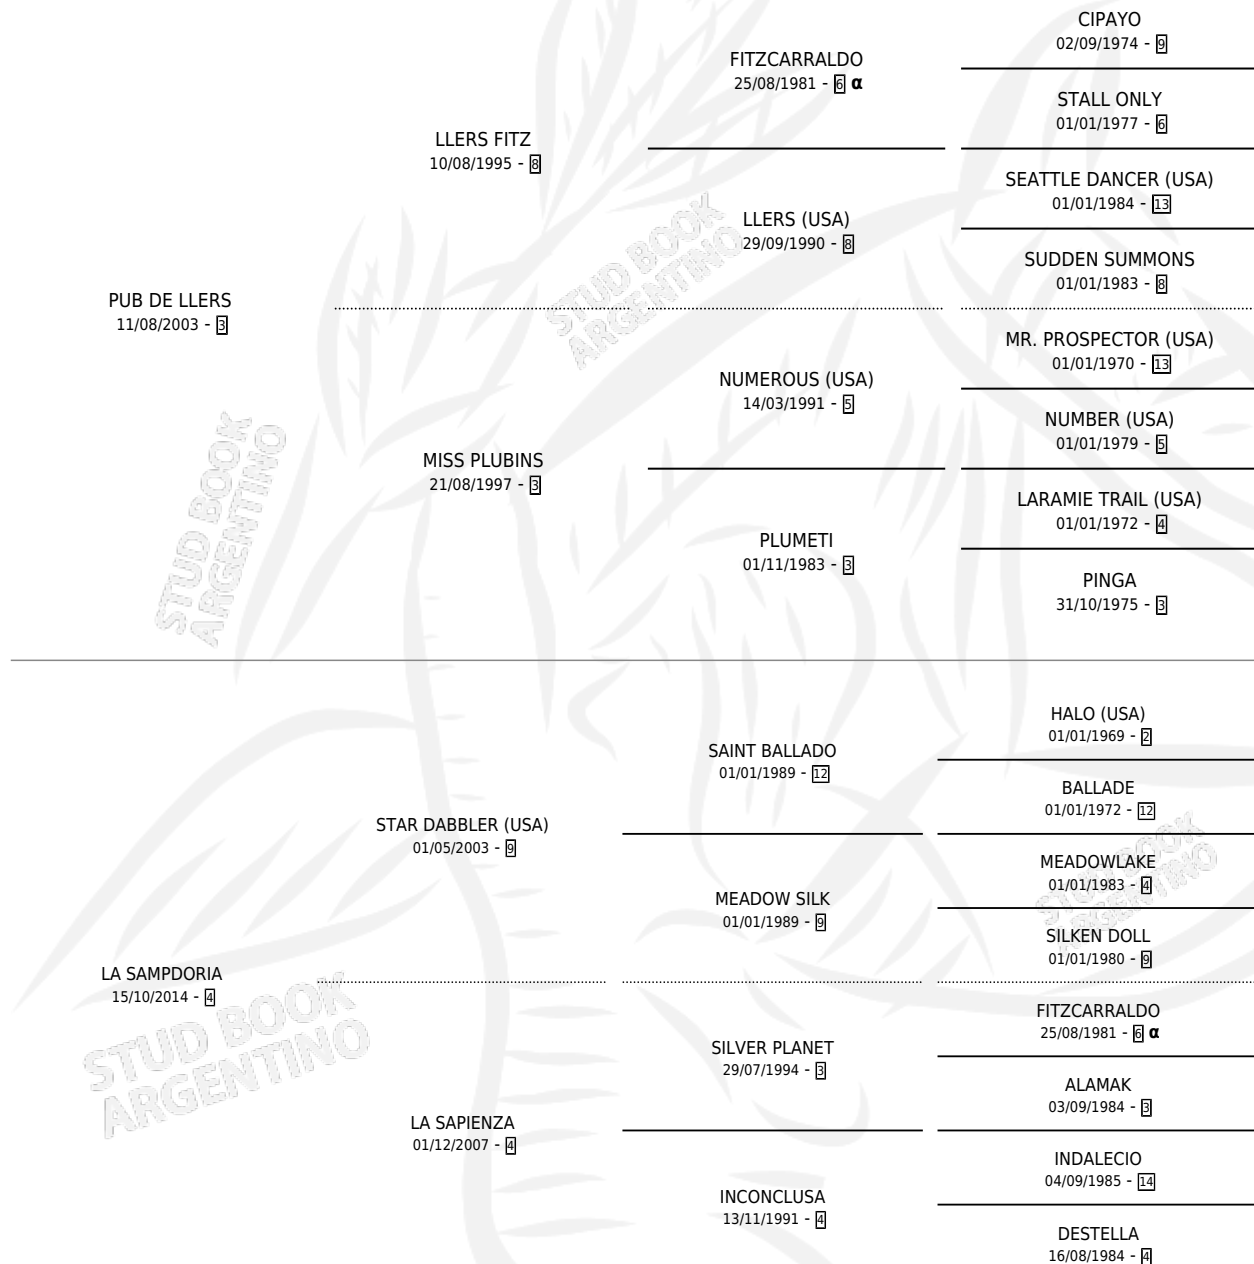 CIPAYO
02/09/1974 - 9
FITZCARRALDO
25/08/1981 - 6 α
STALL ONLY
01/01/1977 - 6
LLERS FITZ
10/08/1995 - 8
SEATTLE DANCER (USA)
01/01/1984 - 13
LLERS (USA)
29/09/1990 - 8
SUDDEN SUMMONS
01/01/1983 - 8
PUB DE LLERS
11/08/2003 - 3
MR. PROSPECTOR (USA)
01/01/1970 - 13
NUMEROUS (USA)
14/03/1991 - 5
NUMBER (USA)
01/01/1979 - 5
MISS PLUBINS
21/08/1997 - 3
LARAMIE TRAIL (USA)
01/01/1972 - 4
PLUMETI
01/11/1983 - 3
PINGA
31/10/1975 - 3
HALO (USA)
01/01/1969 - 2
SAINT BALLADO
01/01/1989 - 12
BALLADE
01/01/1972 - 12
STAR DABBLER (USA)
01/05/2003 - 9
MEADOWLAKE
01/01/1983 - 4
MEADOW SILK
01/01/1989 - 9
SILKEN DOLL
01/01/1980 - 9
LA SAMPDORIA
15/10/2014 - 4
FITZCARRALDO
25/08/1981 - 6 α
SILVER PLANET
29/07/1994 - 3
ALAMAK
03/09/1984 - 3
LA SAPIENZA
01/12/2007 - 4
INDALECIO
04/09/1985 - 14
INCONCLUSA
13/11/1991 - 4
DESTELLA
16/08/1984 - 4
STUD BOOK
ARGENTINO
STUD BOOK
ARGENTINO
STUD BOOK
ARGENTINO
STUD BOOK
ARGENTINO